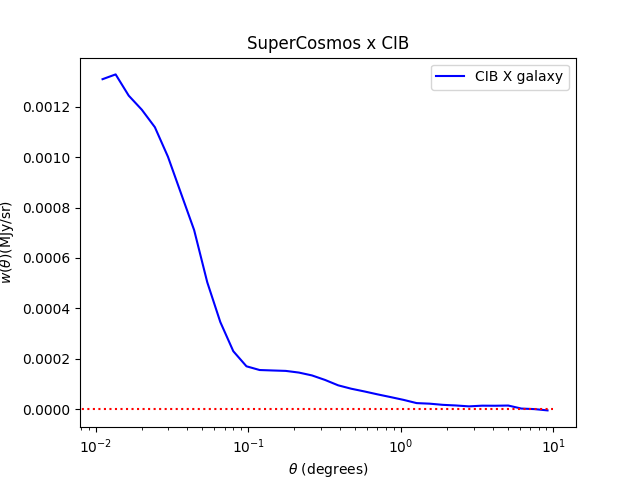 SuperCosmos x CIB
CIB X galaxy
w(θ)(MJy/sr)
0.0012
0.0010
0.0008
0.0006
0.0004
0.0002
0.0000
10⁻² 10⁻¹ 10⁰ 10¹
θ (degrees)